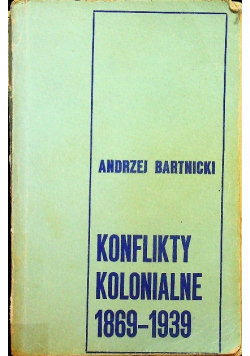 ANDRZEJ BARTNICKI
KONFLIKTY
KOLONIALNE
1869-1939